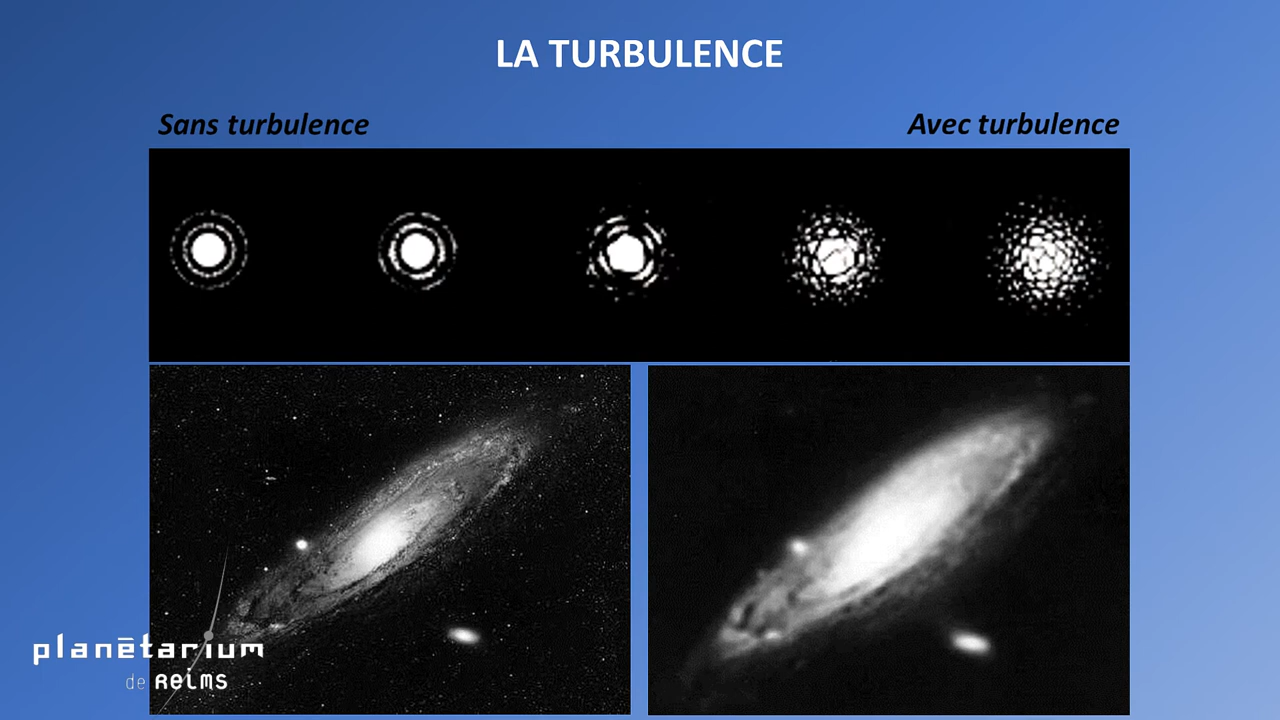 LA TURBULENCE
Sans turbulence
Avec turbulence
planētarium
de REIMS